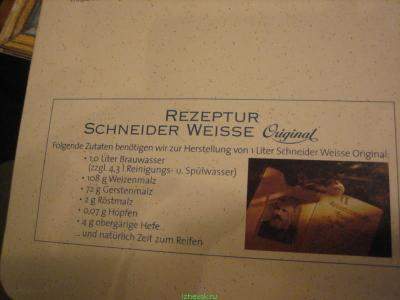 REZEPTUR
SCHNEIDER WEISSE Original
Folgende Zutaten benötigen wir zur Herstellung von 1 Liter Schneider Weisse Original:
• 1,0 Liter Brauwasser
(zzgl. 4,3 l Reinigungs- u. Spülwasser)
• 108 g Weizenmalz
• 72 g Gerstenmalz
• 2 g Röstmalz
• 0,07 g Hopfen
• 4 g obergärige Hefe
... und natürlich Zeit zum Reifen
izhevsk.ru